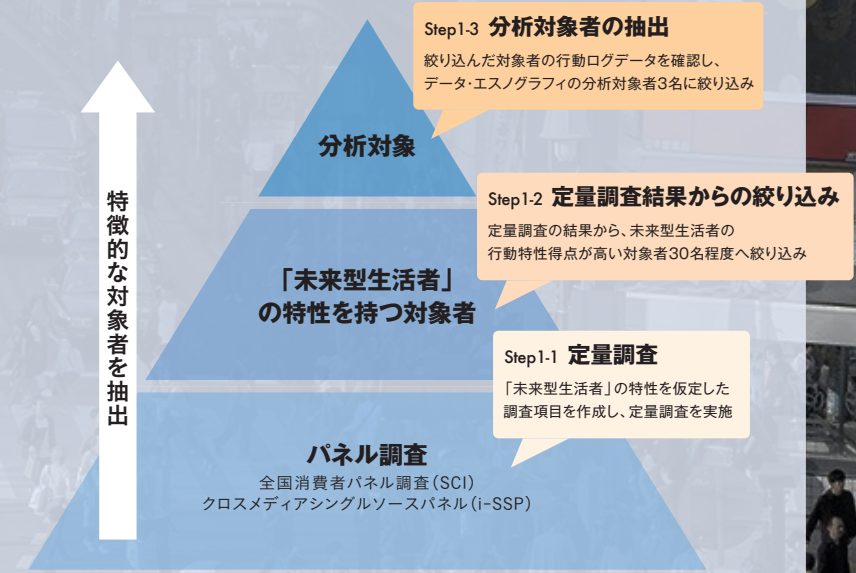 Step1-3 分析対象者の抽出
絞り込んだ対象者の行動ログデータを確認し、
データ・エスノグラフィの分析対象者3名に絞り込み
分析対象
Step1-2 定量調査結果からの絞り込み
定量調査の結果から、未来型生活者の
行動特性得点が高い対象者30名程度へ絞り込み
「未来型生活者」
の特性を持つ対象者
Step1-1 定量調査
「未来型生活者」の特性を仮定した
調査項目を作成し、定量調査を実施
パネル調査
全国消費者パネル調査(SCI)
クロスメディアシングルソースパネル(i-SSP)
特徴的な対象者を抽出